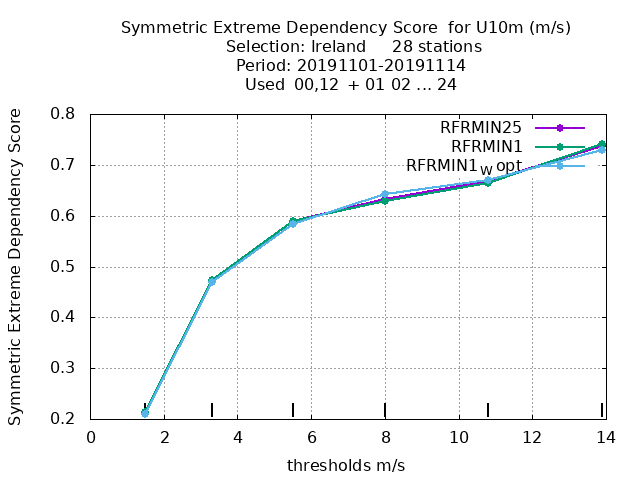 Symmetric Extreme Dependency Score  for U10m (m/s)
Selection: Ireland     28 stations
Period: 20191101-20191114
Used  00,12  + 01 02 ... 24
Symmetric Extreme Dependency Score
0.8
0.7
0.6
0.5
0.4
0.3
0.2
RFRMIN25
RFRMIN1
RFRMIN1w opt
0 2 4 6 8 10 12 14
thresholds m/s